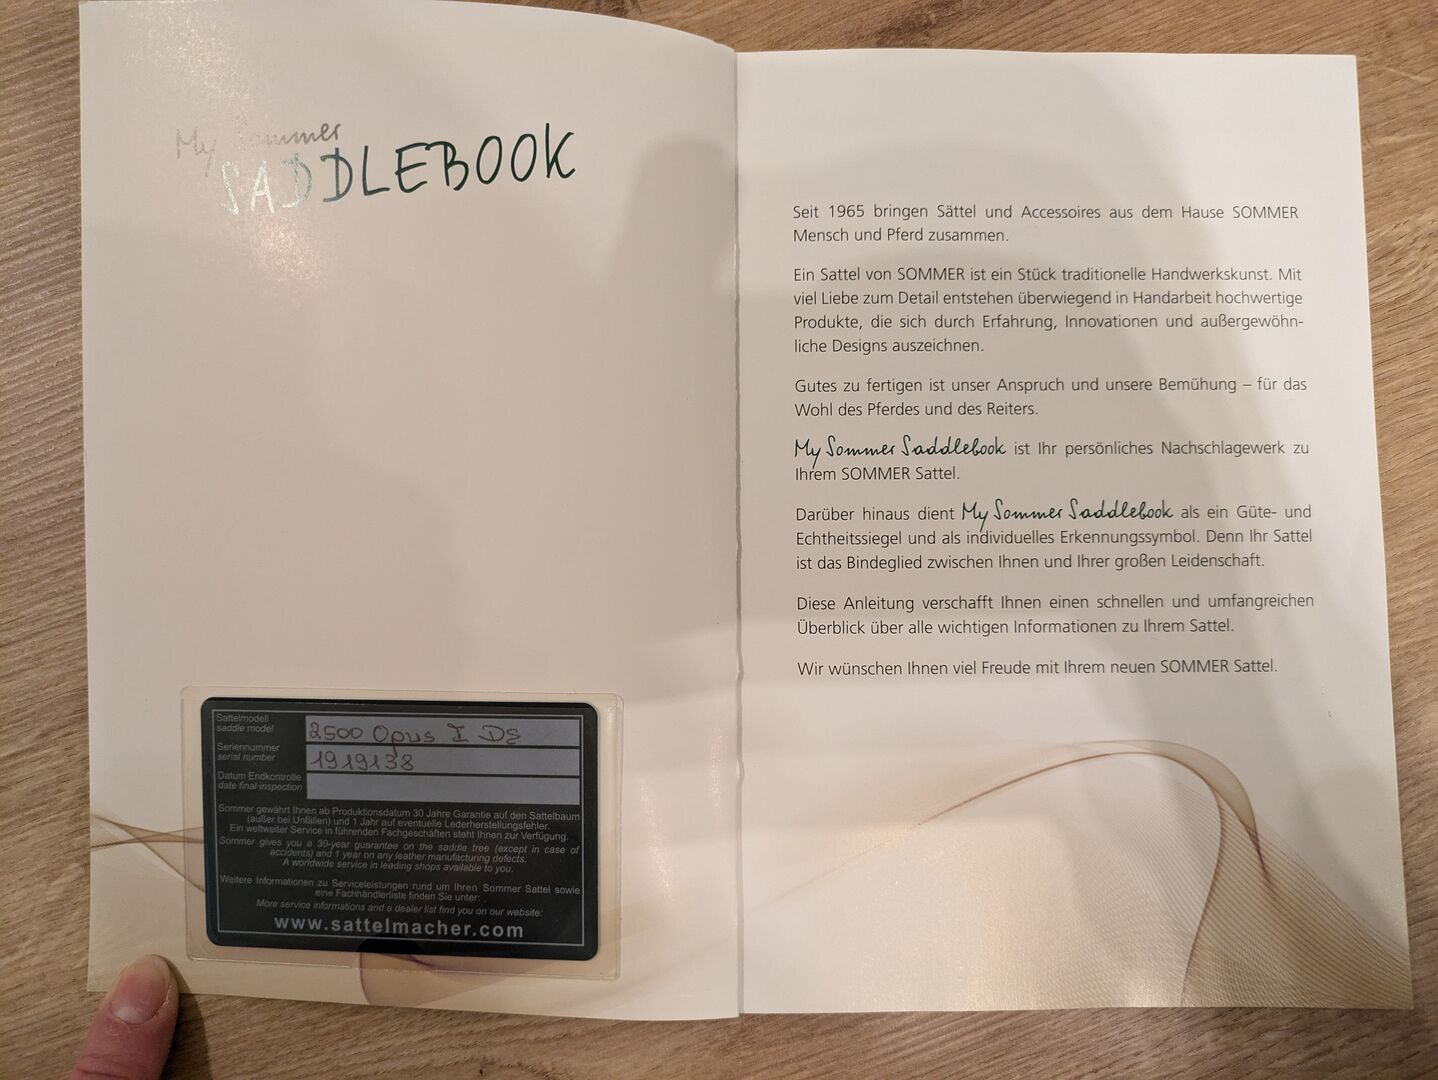 My Sommer
SADDLEBOOK
Sattelmodell
saddle model
2500 Opus I DS
Seriennummer
serial number
1919138
Datum Endkontrolle
date final inspection
Sommer gewährt Ihnen ab Produktionsdatum 30 Jahre Garantie auf den Sattelbaum
(außer bei Unfällen) und 1 Jahr auf eventuelle Lederherstellungsfehler.
Ein weltweiter Service in führenden Fachgeschäften steht Ihnen zur Verfügung.
Sommer gives you a 30-year guarantee on the saddle tree (except in case of
accidents) and 1 year on any leather manufacturing defects.
A worldwide service in leading shops available to you.
Weitere Informationen zu Serviceleistungen rund um Ihren Sommer Sattel sowie
eine Fachhändlerliste finden Sie unter:
More service informations and a dealer list find you on our website:
www.sattelmacher.com
Seit 1965 bringen Sättel und Accessoires aus dem Hause SOMMER
Mensch und Pferd zusammen.
Ein Sattel von SOMMER ist ein Stück traditionelle Handwerkskunst. Mit
viel Liebe zum Detail entstehen überwiegend in Handarbeit hochwertige
Produkte, die sich durch Erfahrung, Innovationen und außergewöhn-
liche Designs auszeichnen.
Gutes zu fertigen ist unser Anspruch und unsere Bemühung – für das
Wohl des Pferdes und des Reiters.
My Sommer Saddlebook ist Ihr persönliches Nachschlagewerk zu
Ihrem SOMMER Sattel.
Darüber hinaus dient My Sommer Saddlebook als ein Güte- und
Echtheitssiegel und als individuelles Erkennungssymbol. Denn Ihr Sattel
ist das Bindeglied zwischen Ihnen und Ihrer großen Leidenschaft.
Diese Anleitung verschafft Ihnen einen schnellen und umfangreichen
Überblick über alle wichtigen Informationen zu Ihrem Sattel.
Wir wünschen Ihnen viel Freude mit Ihrem neuen SOMMER Sattel.